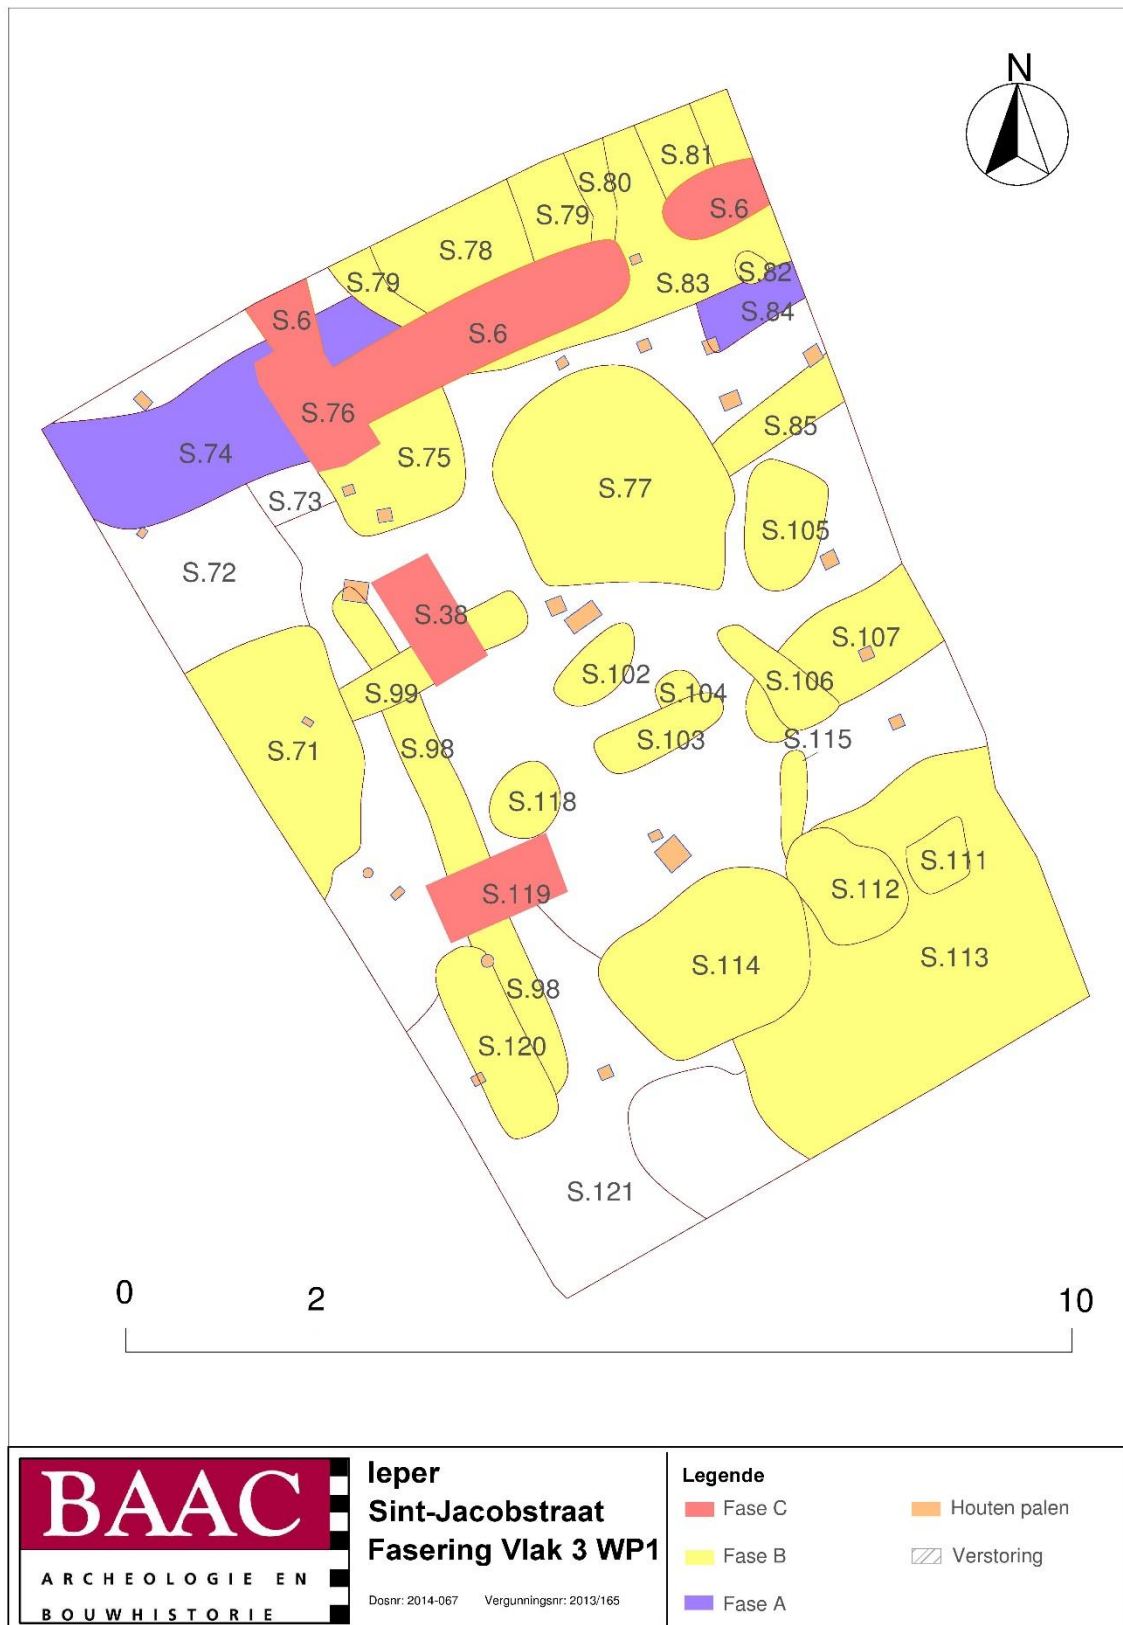 N
S.81
S.80
S.6
S.79
S.78
S.82
S.79
S.83
S.84
S.6
S.6
S.76
S.85
S.74
S.75
S.77
S.73
S.105
S.72
S.38
S.107
S.102
S.106
S.99
S.104
S.103
S.115
S.71
S.98
S.118
S.111
S.112
S.119
S.113
S.114
S.98
S.120
S.121
0 2 10
BAAC
ARCHEOLOGIE EN
BOUWHISTORIE
Ieper
Sint-Jacobstraat
Fasering Vlak 3 WP1
Dosnr: 2014-067 Vergunningsnr: 2013/165
Legende
Fase C
Houten palen
Fase B
Verstoring
Fase A